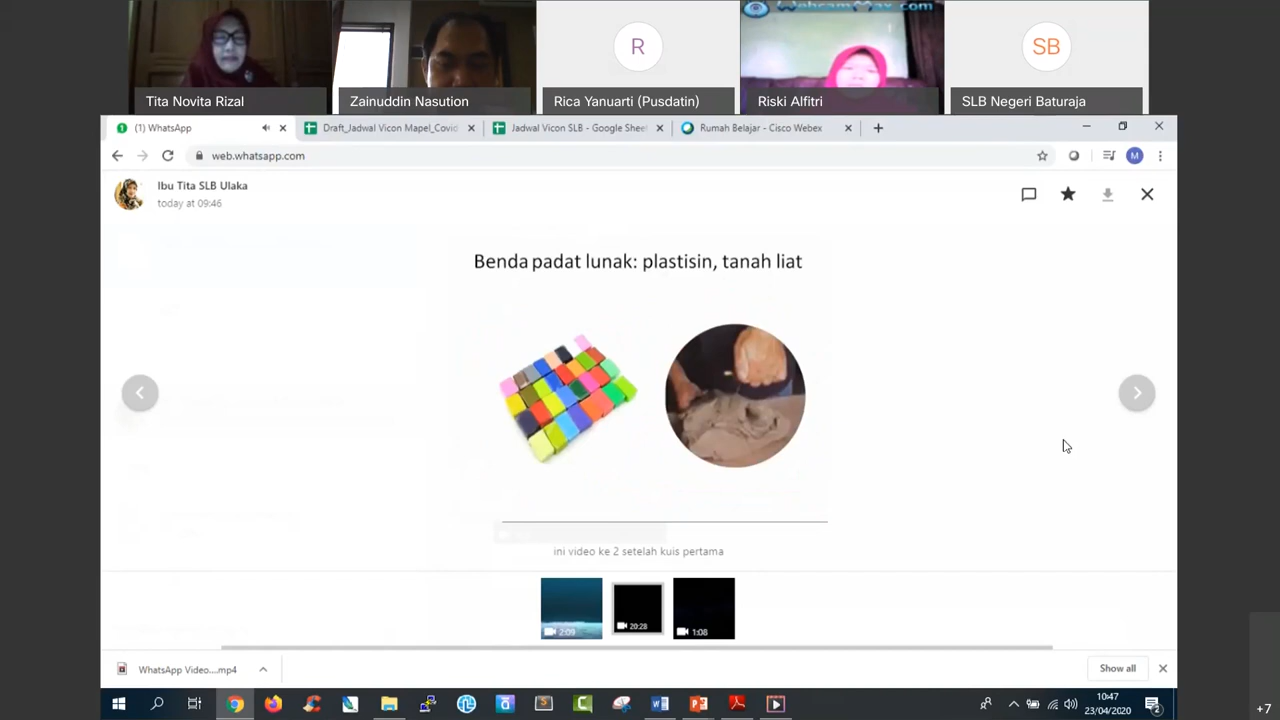 WebcamMax.com
R
SB
Tita Novita Rizal
Zainuddin Nasution
Rica Yanuarti (Pusdatin)
Riski Alfitri
SLB Negeri Baturaja
(1) WhatsApp
Draft_Jadwal Vicon Mapel_Covid
Jadwal Vicon SLB - Google Sheet
Rumah Belajar - Cisco Webex
web.whatsapp.com
M
Ibu Tita SLB Ulaka
today at 09:46
Benda padat lunak: plastisin, tanah liat
ini video ke 2 setelah kuis pertama
2:09
20:28
1:08
WhatsApp Video....mp4
Show all
10:47
23/04/2020
2
+7